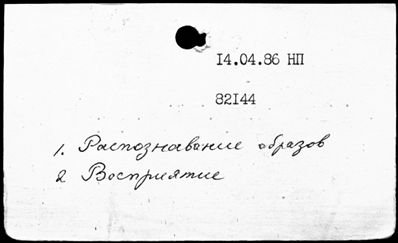 14.04.86 НП
82144
1. Распознавание образов
2 Восприятие